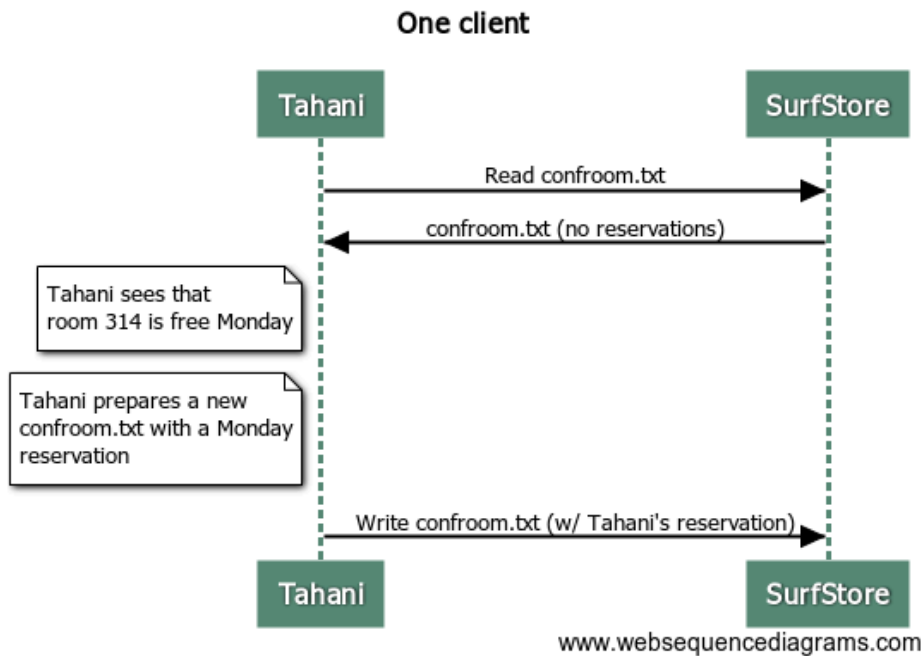 One client
Tahani
SurfStore
Read confroom.txt
confroom.txt (no reservations)
Tahani sees that
room 314 is free Monday
Tahani prepares a new
confroom.txt with a Monday
reservation
Write confroom.txt (w/ Tahani's reservation)
Tahani
SurfStore
www.websequencediagrams.com